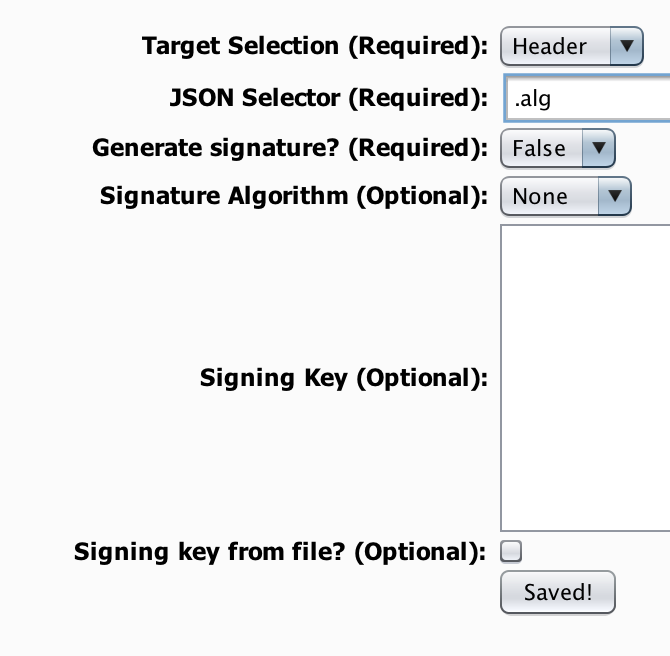 Target Selection (Required): Header
JSON Selector (Required): .alg
Generate signature? (Required): False
Signature Algorithm (Optional): None
Signing Key (Optional):
Signing key from file? (Optional):
Saved!